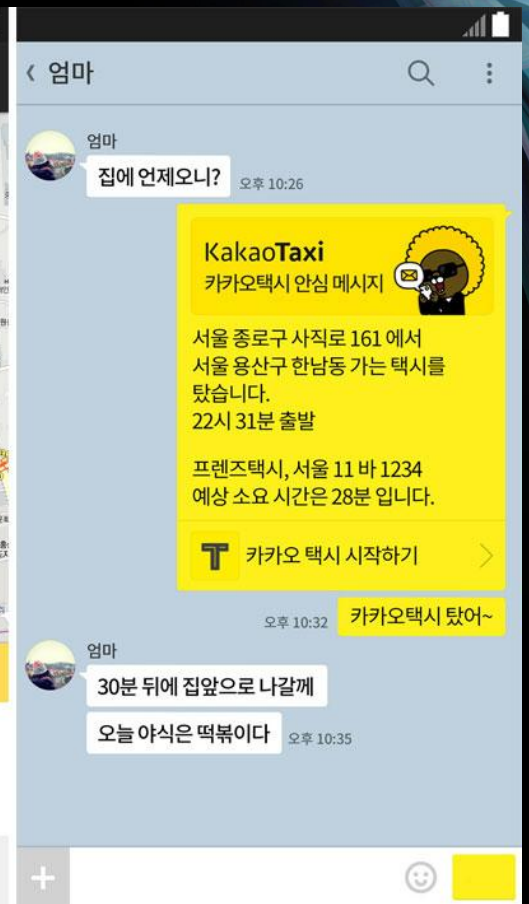 엄마
엄마
집에 언제오니?
오후 10:26
KakaoTaxi
카카오택시 안심 메시지
서울 종로구 사직로 161 에서
서울 용산구 한남동 가는 택시를
탔습니다.
22시 31분 출발
프렌즈택시, 서울 11 바 1234
예상 소요 시간은 28분 입니다.
T 카카오 택시 시작하기
오후 10:32 카카오택시 탔어~
엄마
30분 뒤에 집앞으로 나갈께
오늘 야식은 떡볶이다 오후 10:35